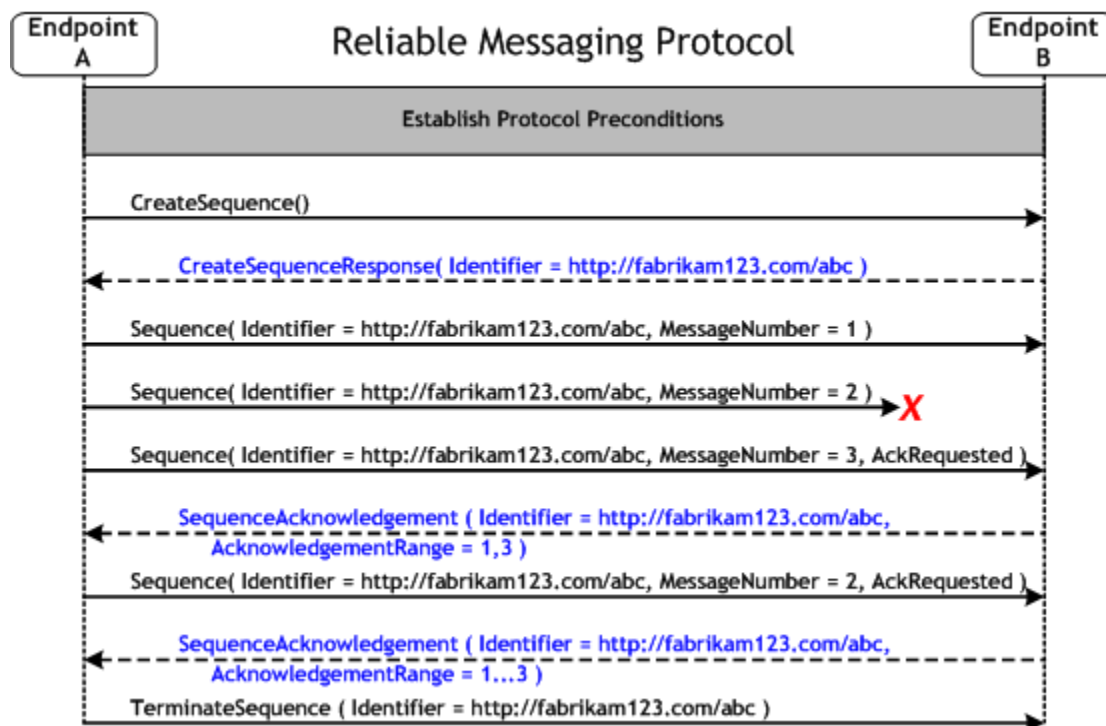 Endpoint
A
Reliable Messaging Protocol
Endpoint
B
Establish Protocol Preconditions
CreateSequence()
CreateSequenceResponse( Identifier = http://fabrikam123.com/abc )
Sequence( Identifier = http://fabrikam123.com/abc, MessageNumber = 1 )
Sequence( Identifier = http://fabrikam123.com/abc, MessageNumber = 2 )
X
Sequence( Identifier = http://fabrikam123.com/abc, MessageNumber = 3, AckRequested )
SequenceAcknowledgement ( Identifier = http://fabrikam123.com/abc,
AcknowledgementRange = 1,3 )
Sequence( Identifier = http://fabrikam123.com/abc, MessageNumber = 2, AckRequested )
SequenceAcknowledgement ( Identifier = http://fabrikam123.com/abc,
AcknowledgementRange = 1...3 )
TerminateSequence ( Identifier = http://fabrikam123.com/abc )